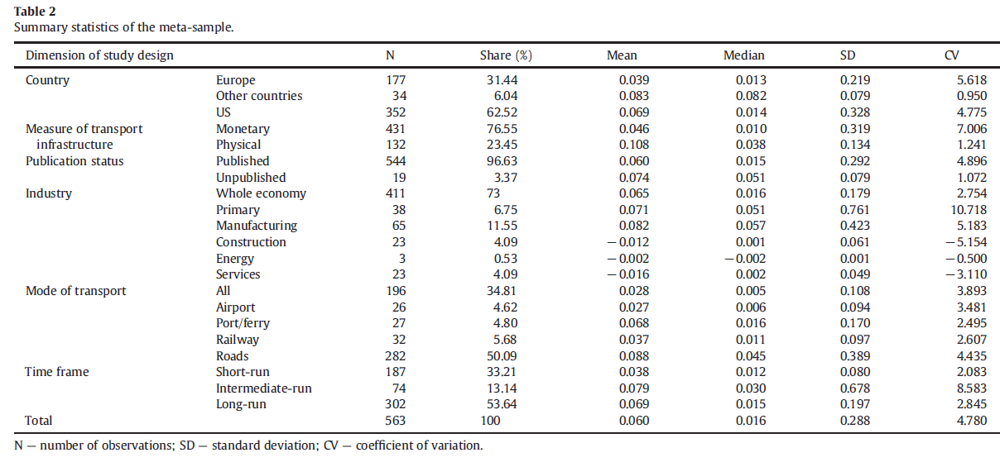 Table 2
Summary statistics of the meta-sample.
Dimension of study design N Share (%) Mean Median SD CV
Country Europe 177 31.44 0.039 0.013 0.219 5.618
Other countries 34 6.04 0.083 0.082 0.079 0.950
US 352 62.52 0.069 0.014 0.328 4.775
Measure of transport Monetary 431 76.55 0.046 0.010 0.319 7.006
infrastructure Physical 132 23.45 0.108 0.038 0.134 1.241
Publication status Published 544 96.63 0.060 0.015 0.292 4.896
Unpublished 19 3.37 0.074 0.051 0.079 1.072
Industry Whole economy 411 73 0.065 0.016 0.179 2.754
Primary 38 6.75 0.071 0.051 0.761 10.718
Manufacturing 65 11.55 0.082 0.057 0.423 5.183
Construction 23 4.09 −0.012 0.001 0.061 −5.154
Energy 3 0.53 −0.002 −0.002 0.001 −0.500
Services 23 4.09 −0.016 0.002 0.049 −3.110
Mode of transport All 196 34.81 0.028 0.005 0.108 3.893
Airport 26 4.62 0.027 0.006 0.094 3.481
Port/ferry 27 4.80 0.068 0.016 0.170 2.495
Railway 32 5.68 0.037 0.011 0.097 2.607
Roads 282 50.09 0.088 0.045 0.389 4.435
Time frame Short-run 187 33.21 0.038 0.012 0.080 2.083
Intermediate-run 74 13.14 0.079 0.030 0.678 8.583
Long-run 302 53.64 0.069 0.015 0.197 2.845
Total 563 100 0.060 0.016 0.288 4.780
N — number of observations; SD — standard deviation; CV — coefficient of variation.